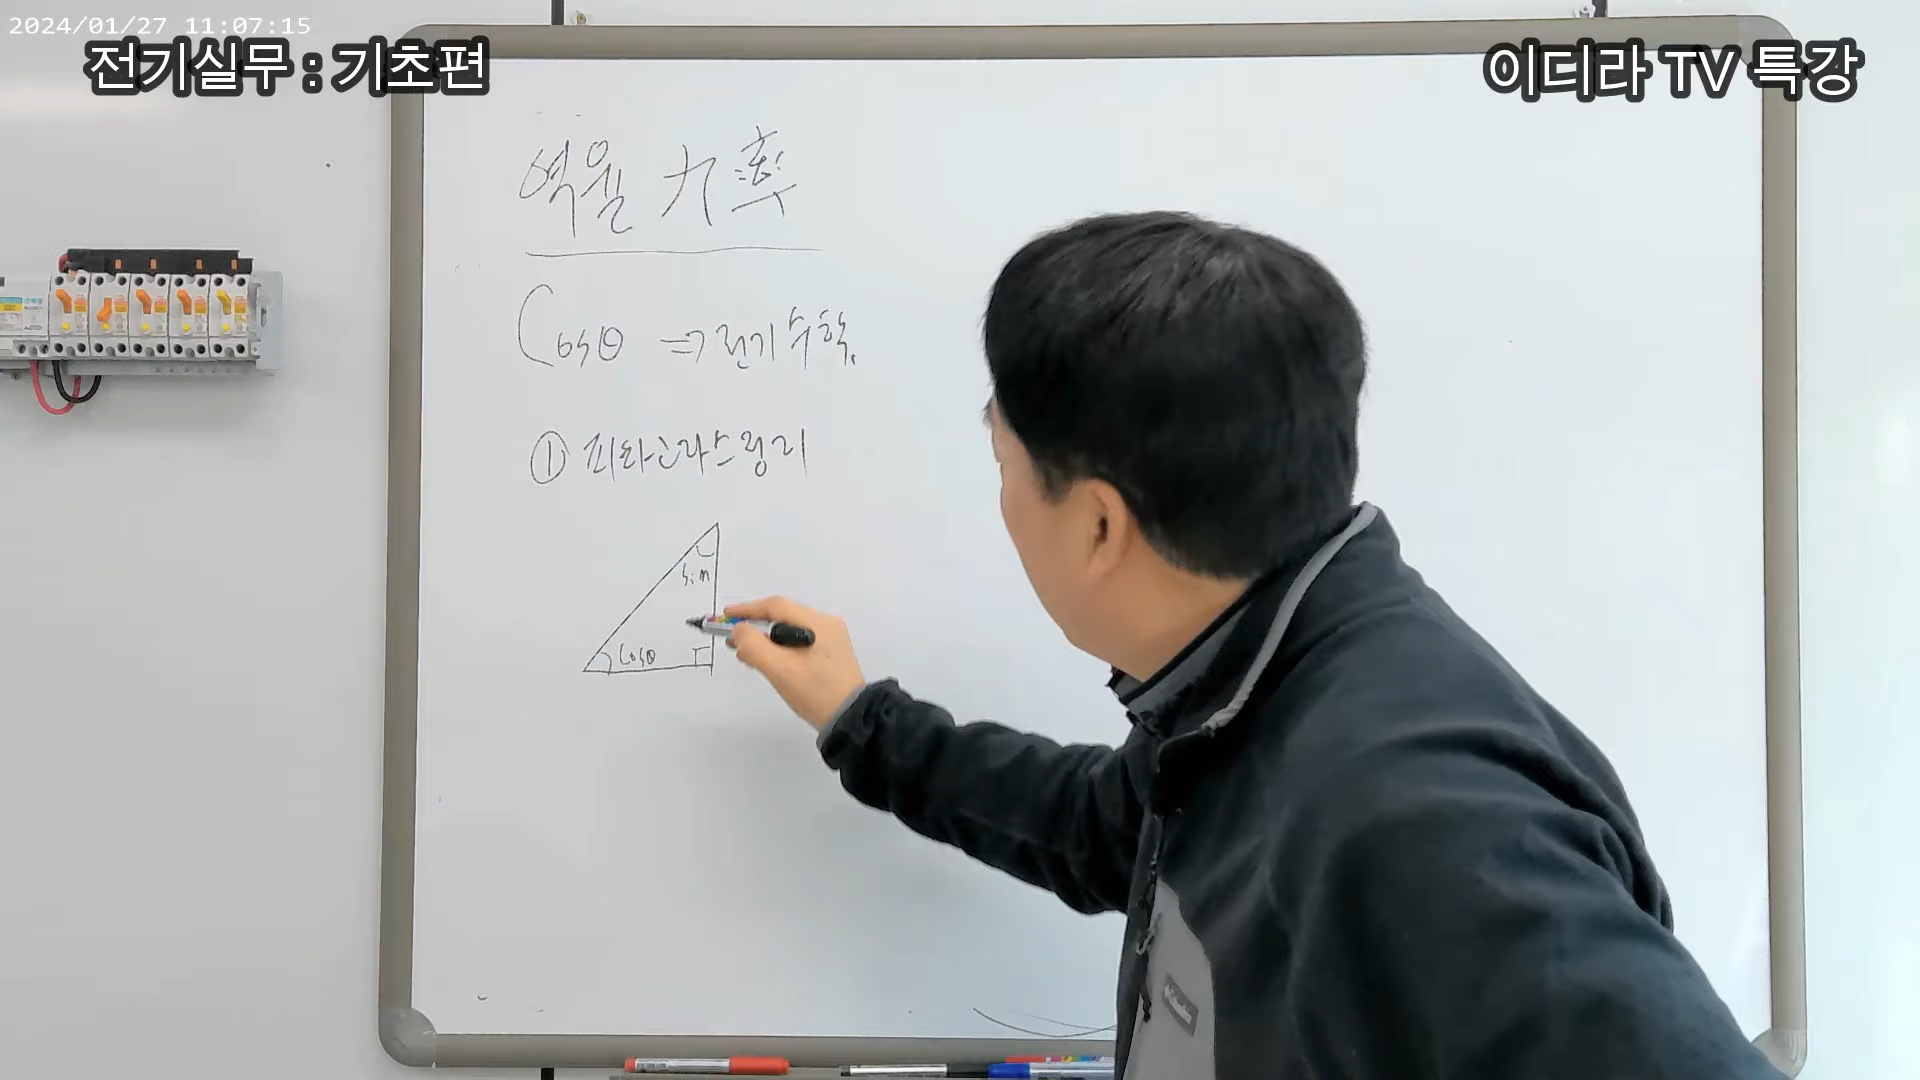 2024/01/27 11:07:15
전기실무 : 기초편
이디라 TV 특강
역율 力率
Cosθ ⇒ 전기수학.
① 피타고라스정리
Sin
Cosθ